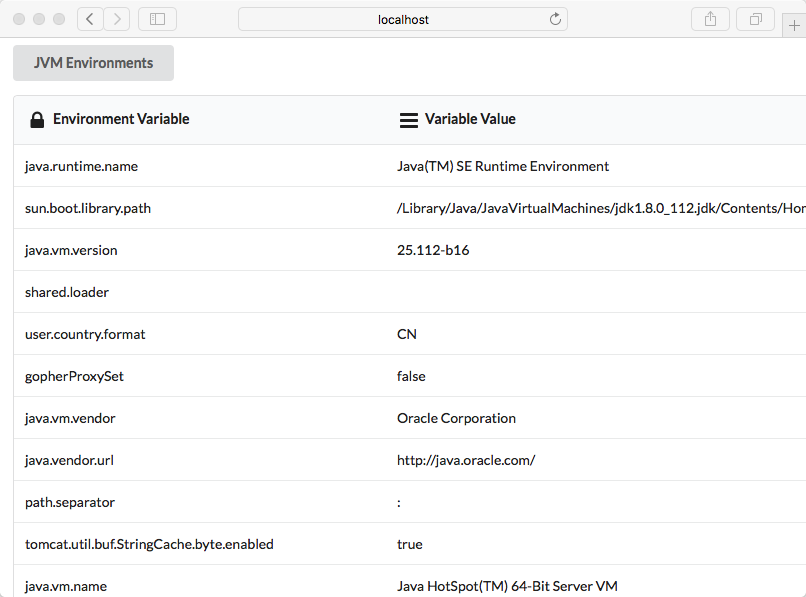 localhost
JVM Environments
Environment Variable Variable Value
java.runtime.name Java(TM) SE Runtime Environment
sun.boot.library.path /Library/Java/JavaVirtualMachines/jdk1.8.0_112.jdk/Contents/Hor
java.vm.version 25.112-b16
shared.loader
user.country.format CN
gopherProxySet false
java.vm.vendor Oracle Corporation
java.vendor.url http://java.oracle.com/
path.separator :
tomcat.util.buf.StringCache.byte.enabled true
java.vm.name Java HotSpot(TM) 64-Bit Server VM